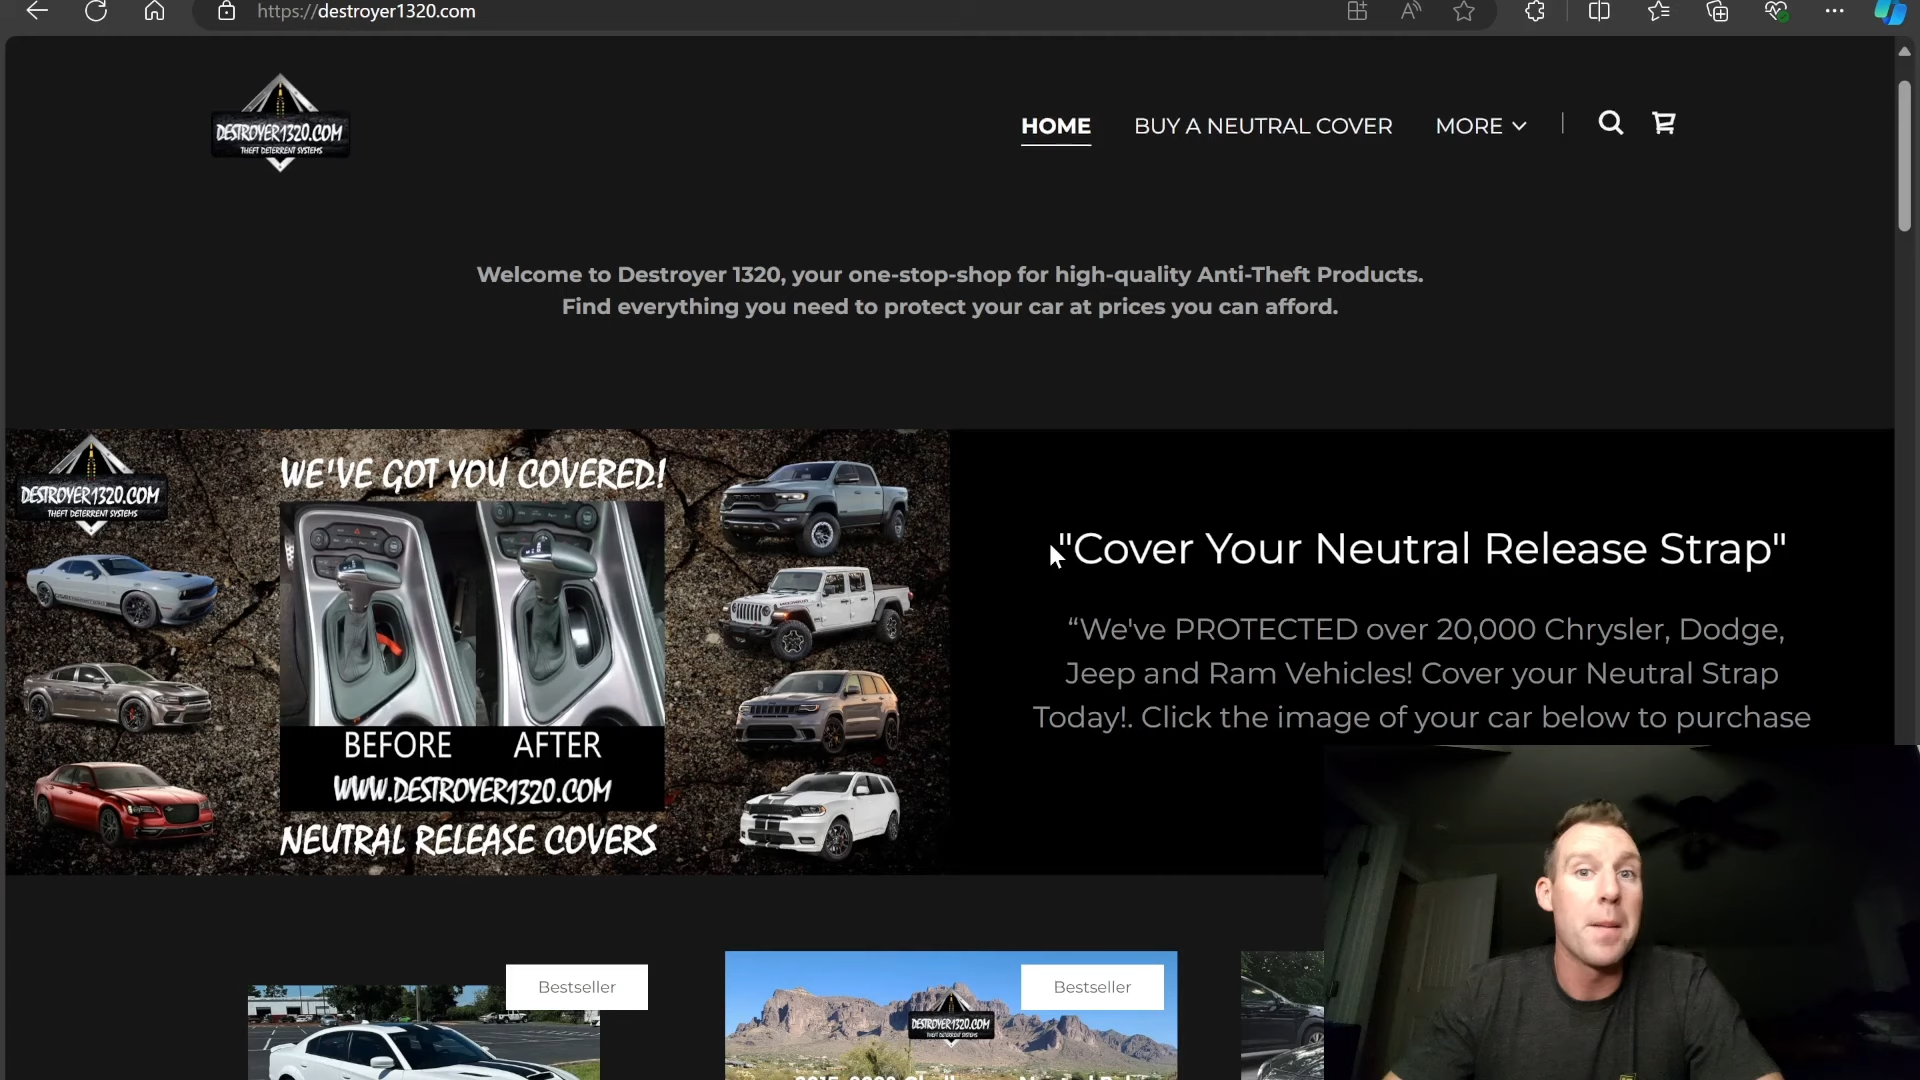 https://destroyer1320.com
DESTROYER1320.COM
THEFT DETERRENT SYSTEMS
HOME
BUY A NEUTRAL COVER
MORE
Welcome to Destroyer 1320, your one-stop-shop for high-quality Anti-Theft Products.
Find everything you need to protect your car at prices you can afford.
DESTROYER1320.COM
THEFT DETERRENT SYSTEMS
WE'VE GOT YOU COVERED!
BEFORE
AFTER
WWW.DESTROYER1320.COM
NEUTRAL RELEASE COVERS
"Cover Your Neutral Release Strap"
“We've PROTECTED over 20,000 Chrysler, Dodge,
Jeep and Ram Vehicles! Cover your Neutral Strap
Today!. Click the image of your car below to purchase
Bestseller
Bestseller
DESTROYER1320.COM